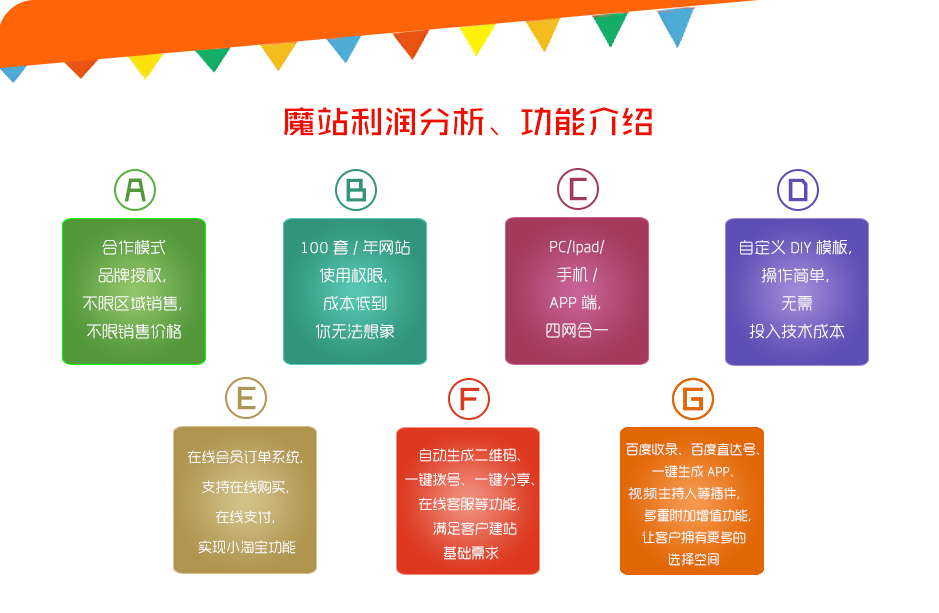 魔站利润分析、功能介绍
A
合作模式
品牌授权,
不限区域销售,
不限销售价格
B
100 套 / 年网站
使用权限,
成本低到
你无法想象
C
PC/Ipad/
手机 /
APP 端,
四网合一
D
自定义 DIY 模板,
操作简单,
无需
投入技术成本
E
在线会员订单系统,
支持在线购买,
在线支付,
实现小淘宝功能
F
自动生成二维码、
一键拨号、一键分享、
在线客服等功能,
满足客户建站
基础需求
G
百度收录、百度直达号、
一键生成 APP、
视频主持人等插件,
多重附加增值功能,
让客户拥有更多的
选择空间